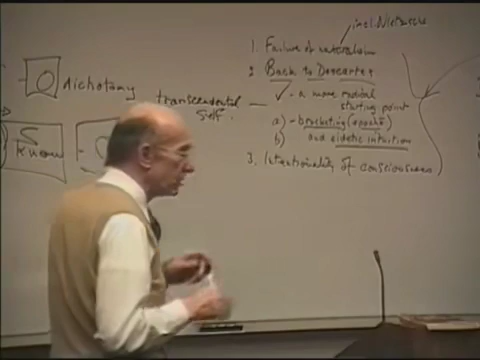 incl. Nietzsche
1. Failure of naturalism
2. Back to Descartes
- a more radical
starting point
a) - bracketing (epoché)
b) and eidetic intuition
3. Intentionality of consciousness
Dichotomy
transcendental
self.
Know